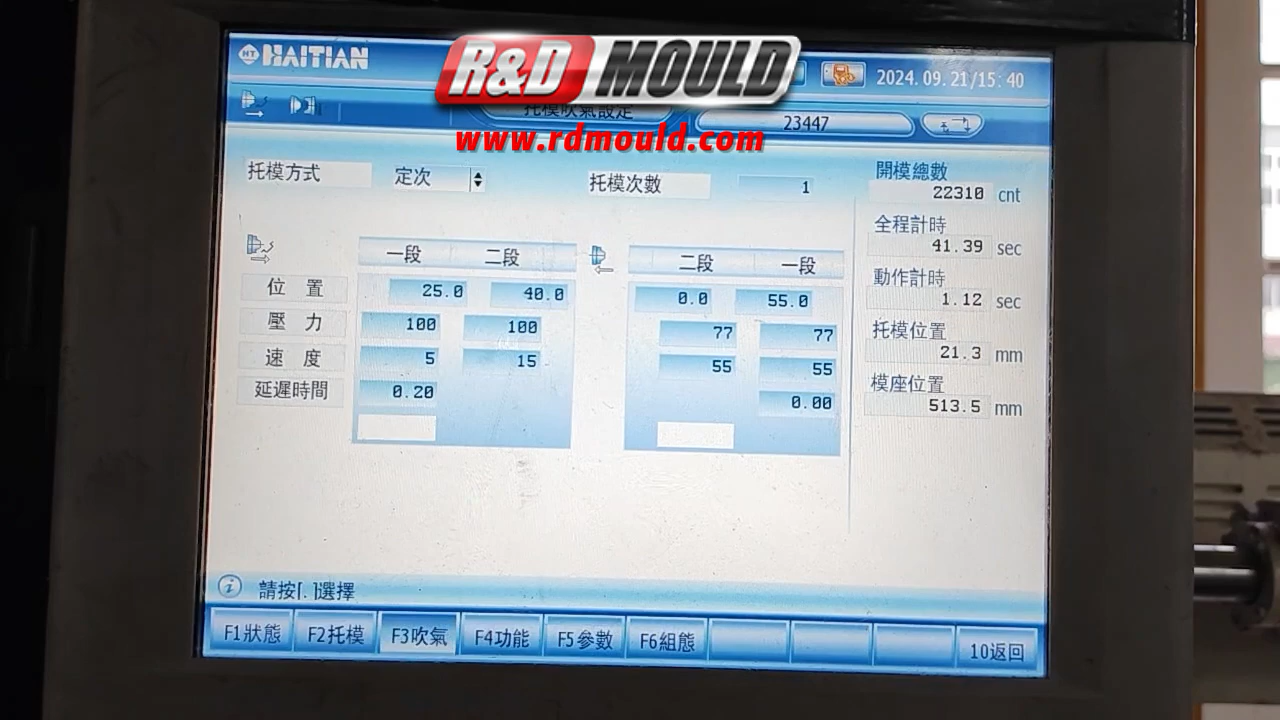 HAITIAN
R&D MOULD
2024. 09. 21/15: 40
托模吹氣設定
23447
www.rdmould.com
托模方式 定次 托模次數 1
開模總數
22310 cnt
全程計時
41.39 sec
動作計時
1.12 sec
托模位置
21.3 mm
模座位置
513.5 mm
一段 二段 二段 一段
位 置 25.0 40.0 0.0 55.0
壓 力 100 100 77 77
速 度 5 15 55 55
延遲時間 0.20 0.00
請按[.]選擇
F1狀態 F2托模 F3吹氣 F4功能 F5參數 F6組態 10返回